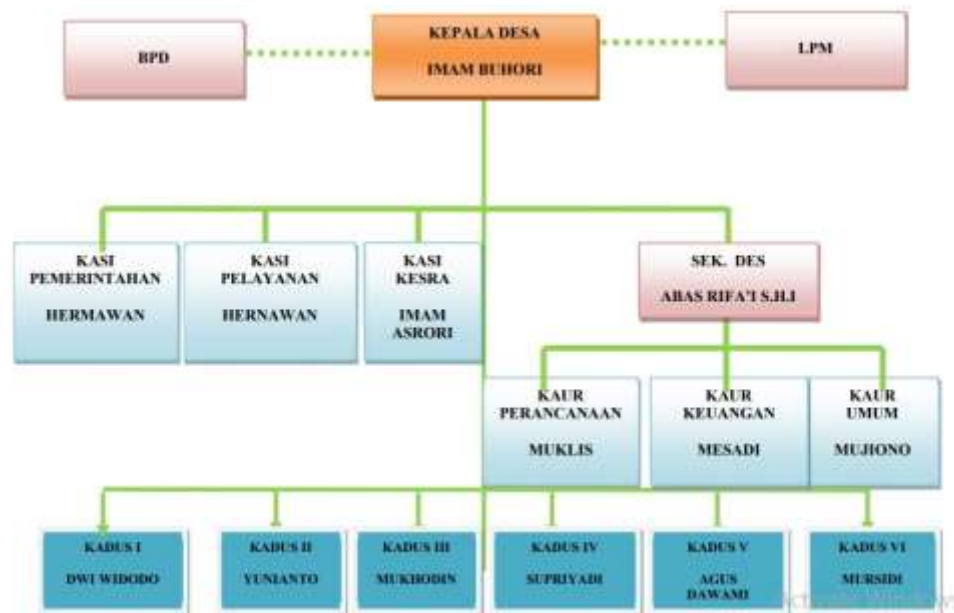 BPD
KEPALA DESA
IMAM BUHORI
LPM
KASI
PEMERINTAHAN
HERMAWAN
KASI
PELAYANAN
HERNAWAN
KASI
KESRA
IMAM
ASRORI
SEK. DES
ABAS RIFA'I S.H.I
KAUR
PERANCANAAN
MUKLIS
KAUR
KEUANGAN
MESADI
KAUR
UMUM
MUJIONO
KADUS I
DWI WIDODO
KADUS II
YUNIANTO
KADUS III
MUKHODIN
KADUS IV
SUPRIYADI
KADUS V
AGUS
DAWAMI
KADUS VI
MURSIDI